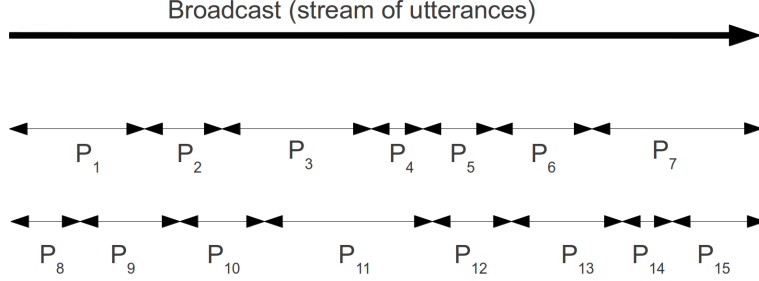 Broadcast (stream of utterances)
P₁ P₂ P₃ P₄ P₅ P₆ P₇
P₈ P₉ P₁₀ P₁₁ P₁₂ P₁₃ P₁₄ P₁₅